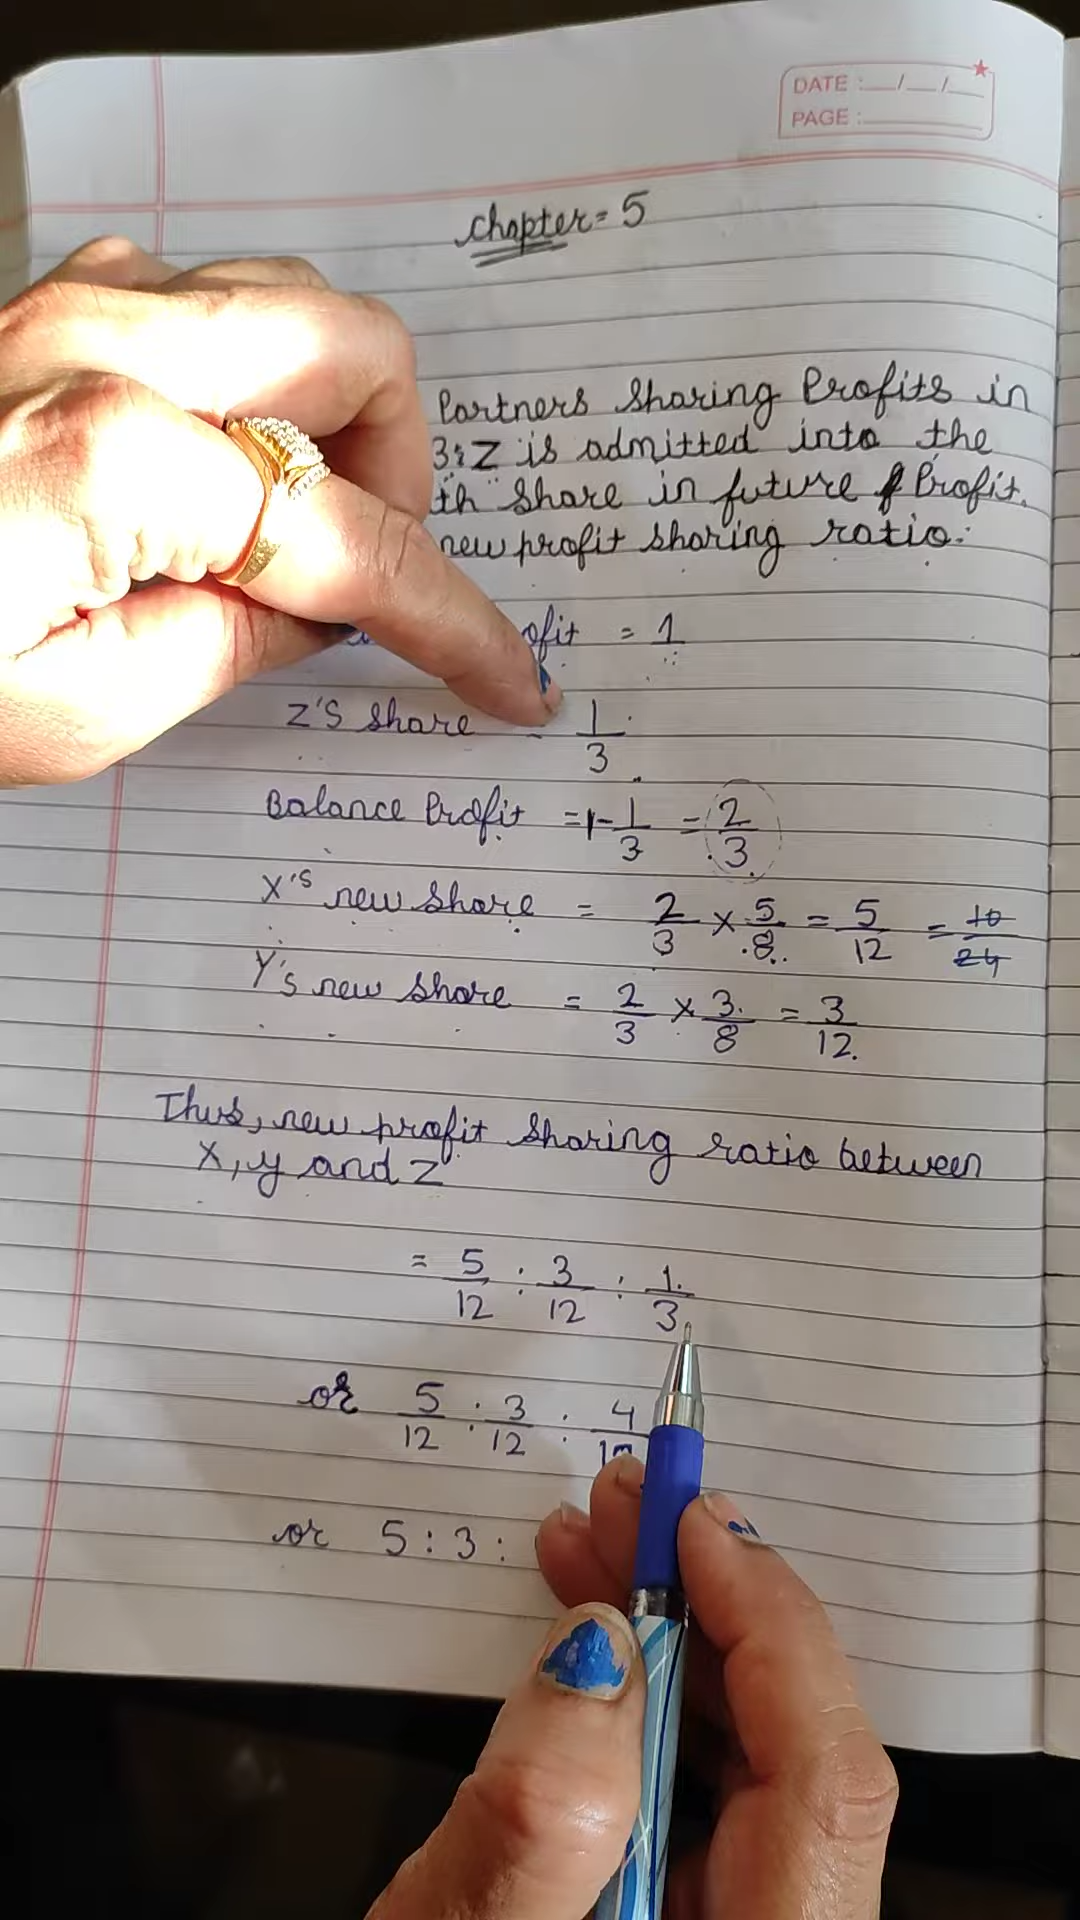 DATE : __/__/__
PAGE : ________
Chapter = 5
Partners Sharing Profits in
3: Z is admitted into the
th Share in future Profit.
new profit sharing ratio.
ofit = 1
Z'S Share = 1/3
Balance Profit = 1 - 1/3 = 2/3
X's new Share = 2/3 × 5/8 = 5/12 = 10/24
Y's new Share = 2/3 × 3/8 = 3/12
Thus, new profit Sharing ratio between
X, y and Z
= 5/12 : 3/12 : 1/3
or 5/12 : 3/12 : 4/
or 5 : 3 :